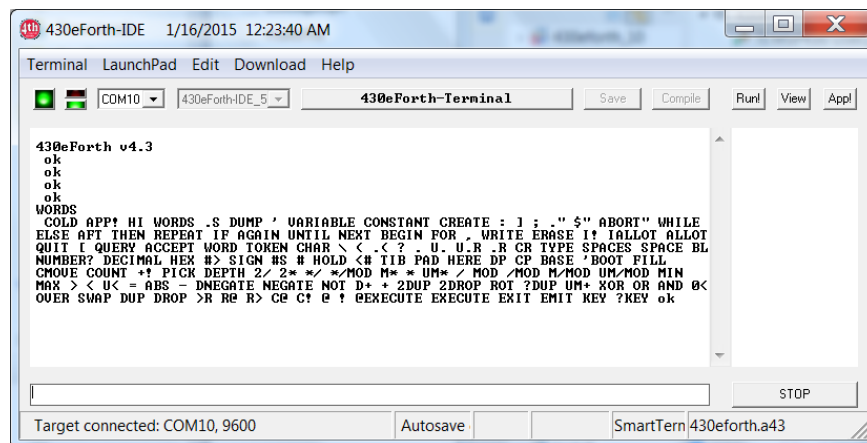 430eForth-IDE 1/16/2015 12:23:40 AM
Terminal LaunchPad Edit Download Help
COM10 430eForth-IDE_5 430eForth-Terminal Save Compile Run! View App!
430eForth v4.3
ok
ok
ok
ok
WORDS
COLD APP! HI WORDS .S DUMP ' VARIABLE CONSTANT CREATE : ] ; ." $" ABORT" WHILE
ELSE AFT THEN REPEAT IF AGAIN UNTIL NEXT BEGIN FOR , WRITE ERASE I! IALLOT ALLOT
QUIT [ QUERY ACCEPT WORD TOKEN CHAR \ ( .( ? . U. U.R .R CR TYPE SPACES SPACE BL
NUMBER? DECIMAL HEX #> SIGN #S # HOLD <# TIB PAD HERE DP CP BASE 'BOOT FILL
CMOVE COUNT +! PICK DEPTH 2/ 2* */ */MOD M* * UM* / MOD /MOD M/MOD UM/MOD MIN
MAX > < U< = ABS - DNEGATE NEGATE NOT D+ + 2DUP 2DROP ROT ?DUP UM+ XOR OR AND 0<
OVER SWAP DUP DROP >R R@ R> C@ C! @ ! @EXECUTE EXECUTE EXIT EMIT KEY ?KEY ok
STOP
Target connected: COM10, 9600 Autosave SmartTern 430eforth.a43